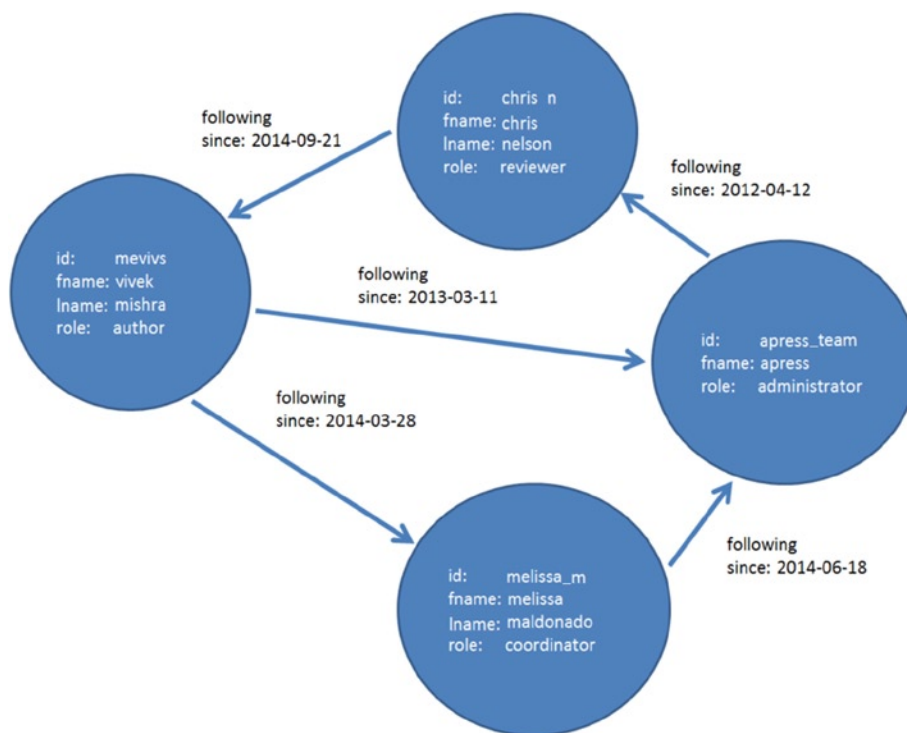 id: chris n
fname: chris
lname: nelson
role: reviewer
following
since: 2014-09-21
following
since: 2012-04-12
id: mevivs
fname: vivek
lname: mishra
role: author
following
since: 2013-03-11
id: apress_team
fname: apress
role: administrator
following
since: 2014-03-28
id: melissa_m
fname: melissa
lname: maldonado
role: coordinator
following
since: 2014-06-18